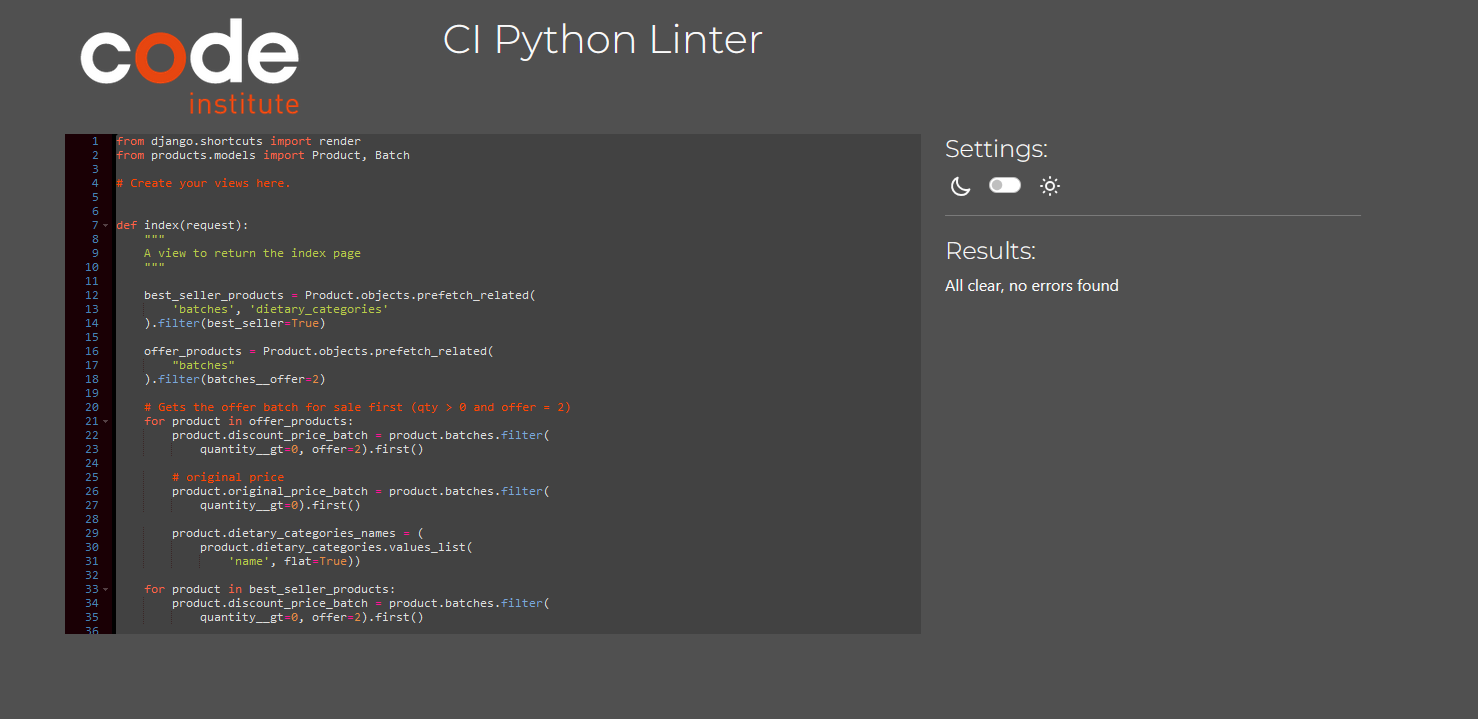 code
institute
CI Python Linter
1 from django.shortcuts import render
2 from products.models import Product, Batch
3
4 # Create your views here.
5
6
7 def index(request):
8     """
9     A view to return the index page
10     """
11
12     best_seller_products = Product.objects.prefetch_related(
13         'batches', 'dietary_categories'
14     ).filter(best_seller=True)
15
16     offer_products = Product.objects.prefetch_related(
17         "batches"
18     ).filter(batches__offer=2)
19
20     # Gets the offer batch for sale first (qty > 0 and offer = 2)
21     for product in offer_products:
22         product.discount_price_batch = product.batches.filter(
23             quantity__gt=0, offer=2).first()
24
25         # original price
26         product.original_price_batch = product.batches.filter(
27             quantity__gt=0).first()
28
29         product.dietary_categories_names = (
30             product.dietary_categories.values_list(
31                 'name', flat=True))
32
33     for product in best_seller_products:
34         product.discount_price_batch = product.batches.filter(
35             quantity__gt=0, offer=2).first()
36
Settings:
Results:
All clear, no errors found